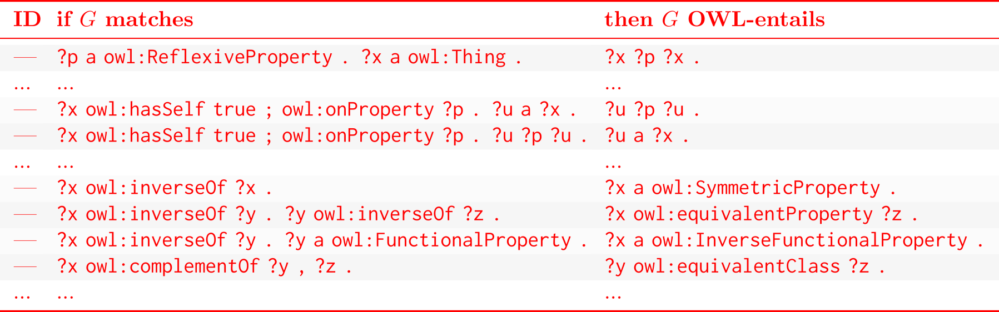 ID if G matches then G OWL-entails
— ?p a owl:ReflexiveProperty . ?x a owl:Thing . ?x ?p ?x .
... ... ...
— ?x owl:hasSelf true ; owl:onProperty ?p . ?u a ?x . ?u ?p ?u .
— ?x owl:hasSelf true ; owl:onProperty ?p . ?u ?p ?u . ?u a ?x .
... ... ...
— ?x owl:inverseOf ?x . ?x a owl:SymmetricProperty .
— ?x owl:inverseOf ?y . ?y owl:inverseOf ?z . ?x owl:equivalentProperty ?z .
— ?x owl:inverseOf ?y . ?y a owl:FunctionalProperty . ?x a owl:InverseFunctionalProperty .
— ?x owl:complementOf ?y , ?z . ?y owl:equivalentClass ?z .
... ... ...